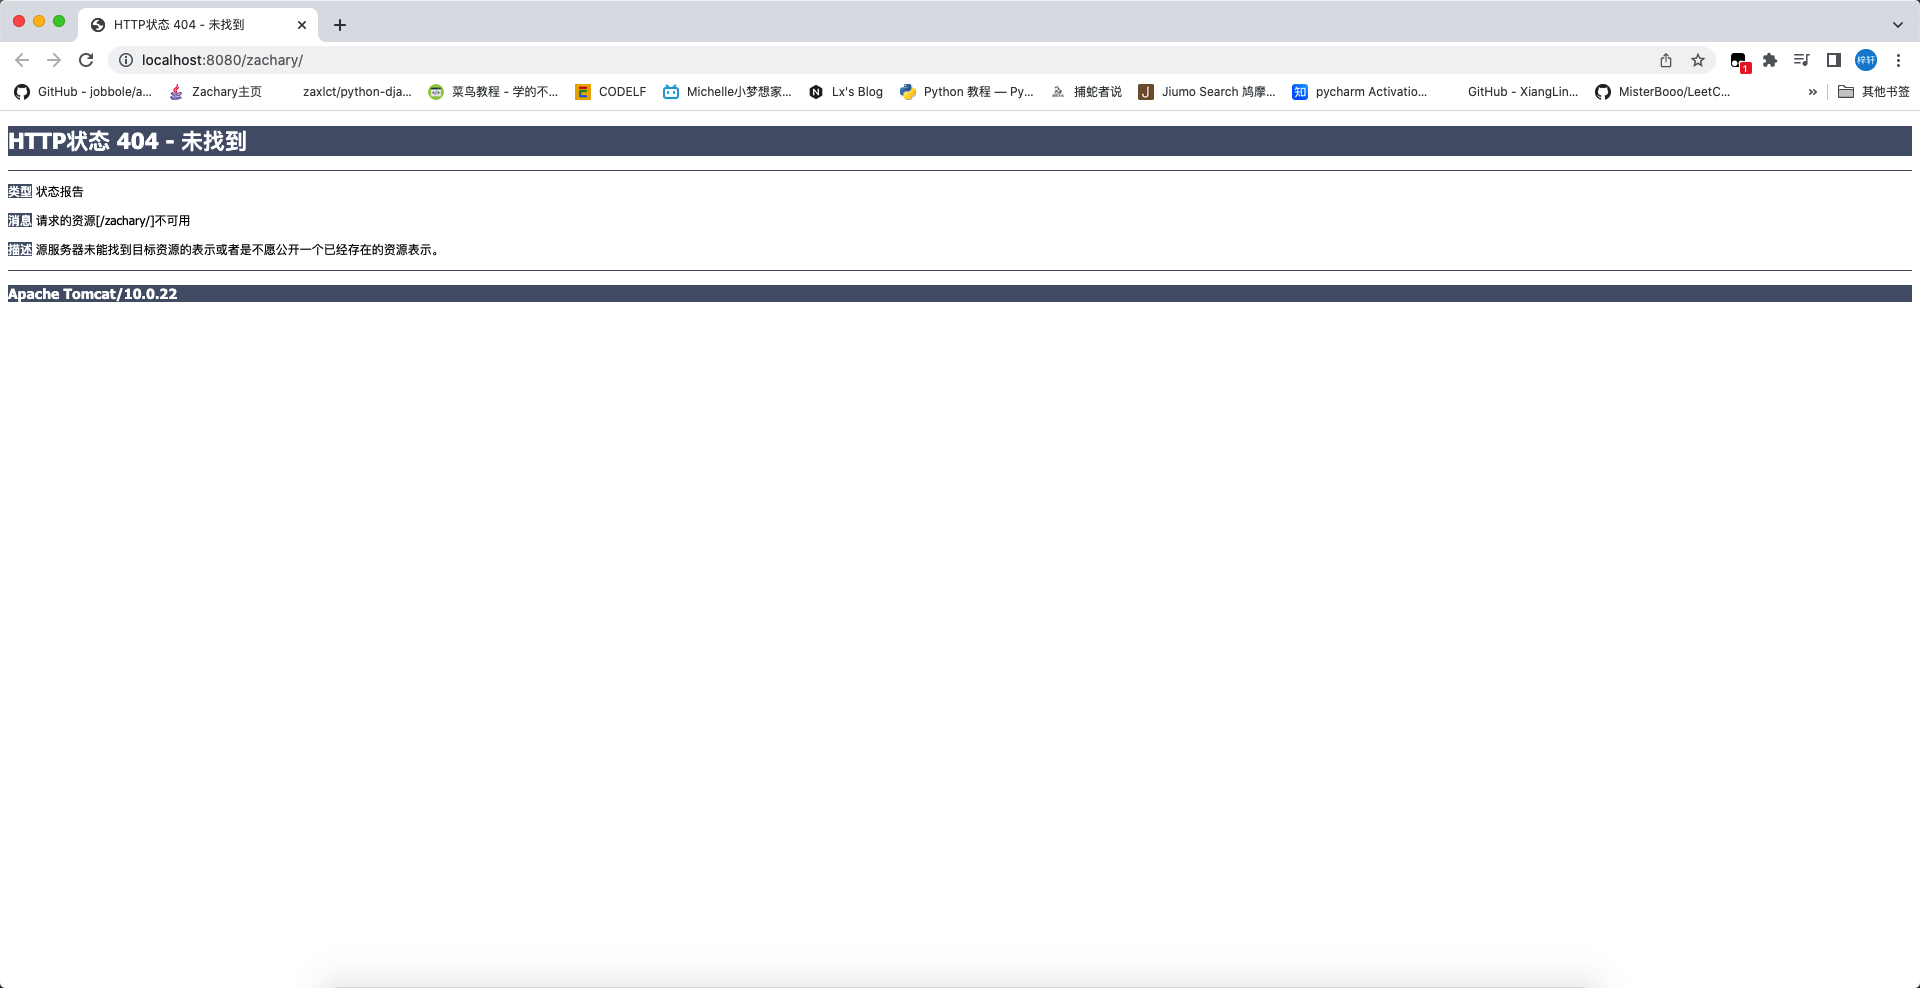 HTTP状态 404 - 未找到
localhost:8080/zachary/
1
梓轩
GitHub - jobbole/a...
Zachary主页
zaxlct/python-dja...
菜鸟教程 - 学的不...
CODELF
Michelle小梦想家...
Lx's Blog
Python 教程 — Py...
捕蛇者说
Jiumo Search 鸠摩...
知
pycharm Activatio...
GitHub - XiangLin...
MisterBooo/LeetC...
»
其他书签
HTTP状态 404 - 未找到
类型 状态报告
消息 请求的资源[/zachary/]不可用
描述 源服务器未能找到目标资源的表示或者是不愿公开一个已经存在的资源表示。
Apache Tomcat/10.0.22